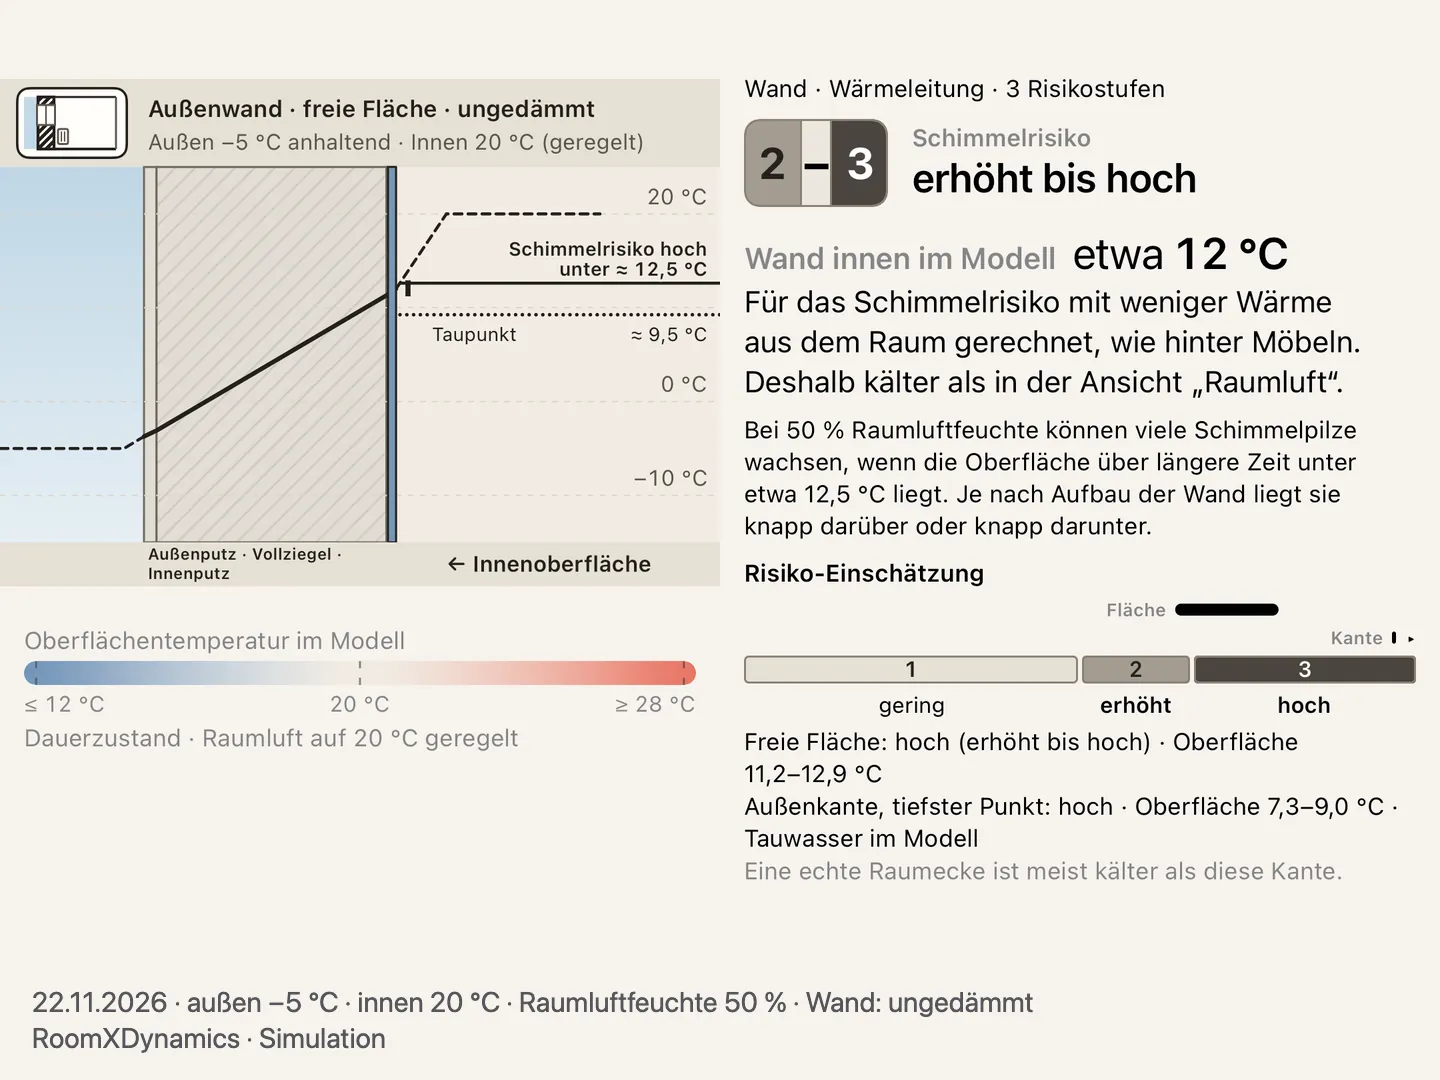 Außenwand · freie Fläche · ungedämmt
Außen −5 °C anhaltend · Innen 20 °C (geregelt)
20 °C
Schimmelrisiko hoch
unter ≈ 12,5 °C
Taupunkt ≈ 9,5 °C
0 °C
−10 °C
Außenputz · Vollziegel ·
Innenputz
← Innenoberfläche
Oberflächentemperatur im Modell
≤ 12 °C 20 °C ≥ 28 °C
Dauerzustand · Raumluft auf 20 °C geregelt
Wand · Wärmeleitung · 3 Risikostufen
2–3
Schimmelrisiko
erhöht bis hoch
Wand innen im Modell etwa 12 °C
Für das Schimmelrisiko mit weniger Wärme
aus dem Raum gerechnet, wie hinter Möbeln.
Deshalb kälter als in der Ansicht „Raumluft“.
Bei 50 % Raumluftfeuchte können viele Schimmelpilze
wachsen, wenn die Oberfläche über längere Zeit unter
etwa 12,5 °C liegt. Je nach Aufbau der Wand liegt sie
knapp darüber oder knapp darunter.
Risiko-Einschätzung
Fläche
Kante
1 2 3
gering erhöht hoch
Freie Fläche: hoch (erhöht bis hoch) · Oberfläche
11,2–12,9 °C
Außenkante, tiefster Punkt: hoch · Oberfläche 7,3–9,0 °C ·
Tauwasser im Modell
Eine echte Raumecke ist meist kälter als diese Kante.
22.11.2026 · außen −5 °C · innen 20 °C · Raumluftfeuchte 50 % · Wand: ungedämmt
RoomXDynamics · Simulation